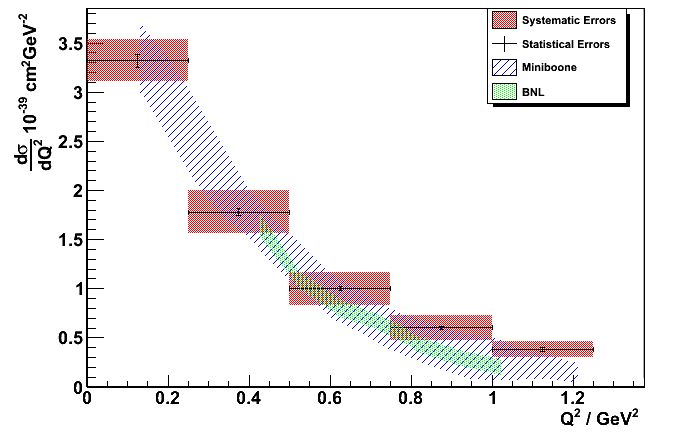 Systematic Errors
Statistical Errors
Miniboone
BNL
dσ/dQ² 10⁻³⁹ cm²GeV⁻²
3.5
3
2.5
2
1.5
1
0.5
0
0 0.2 0.4 0.6 0.8 1 1.2
Q² / GeV²